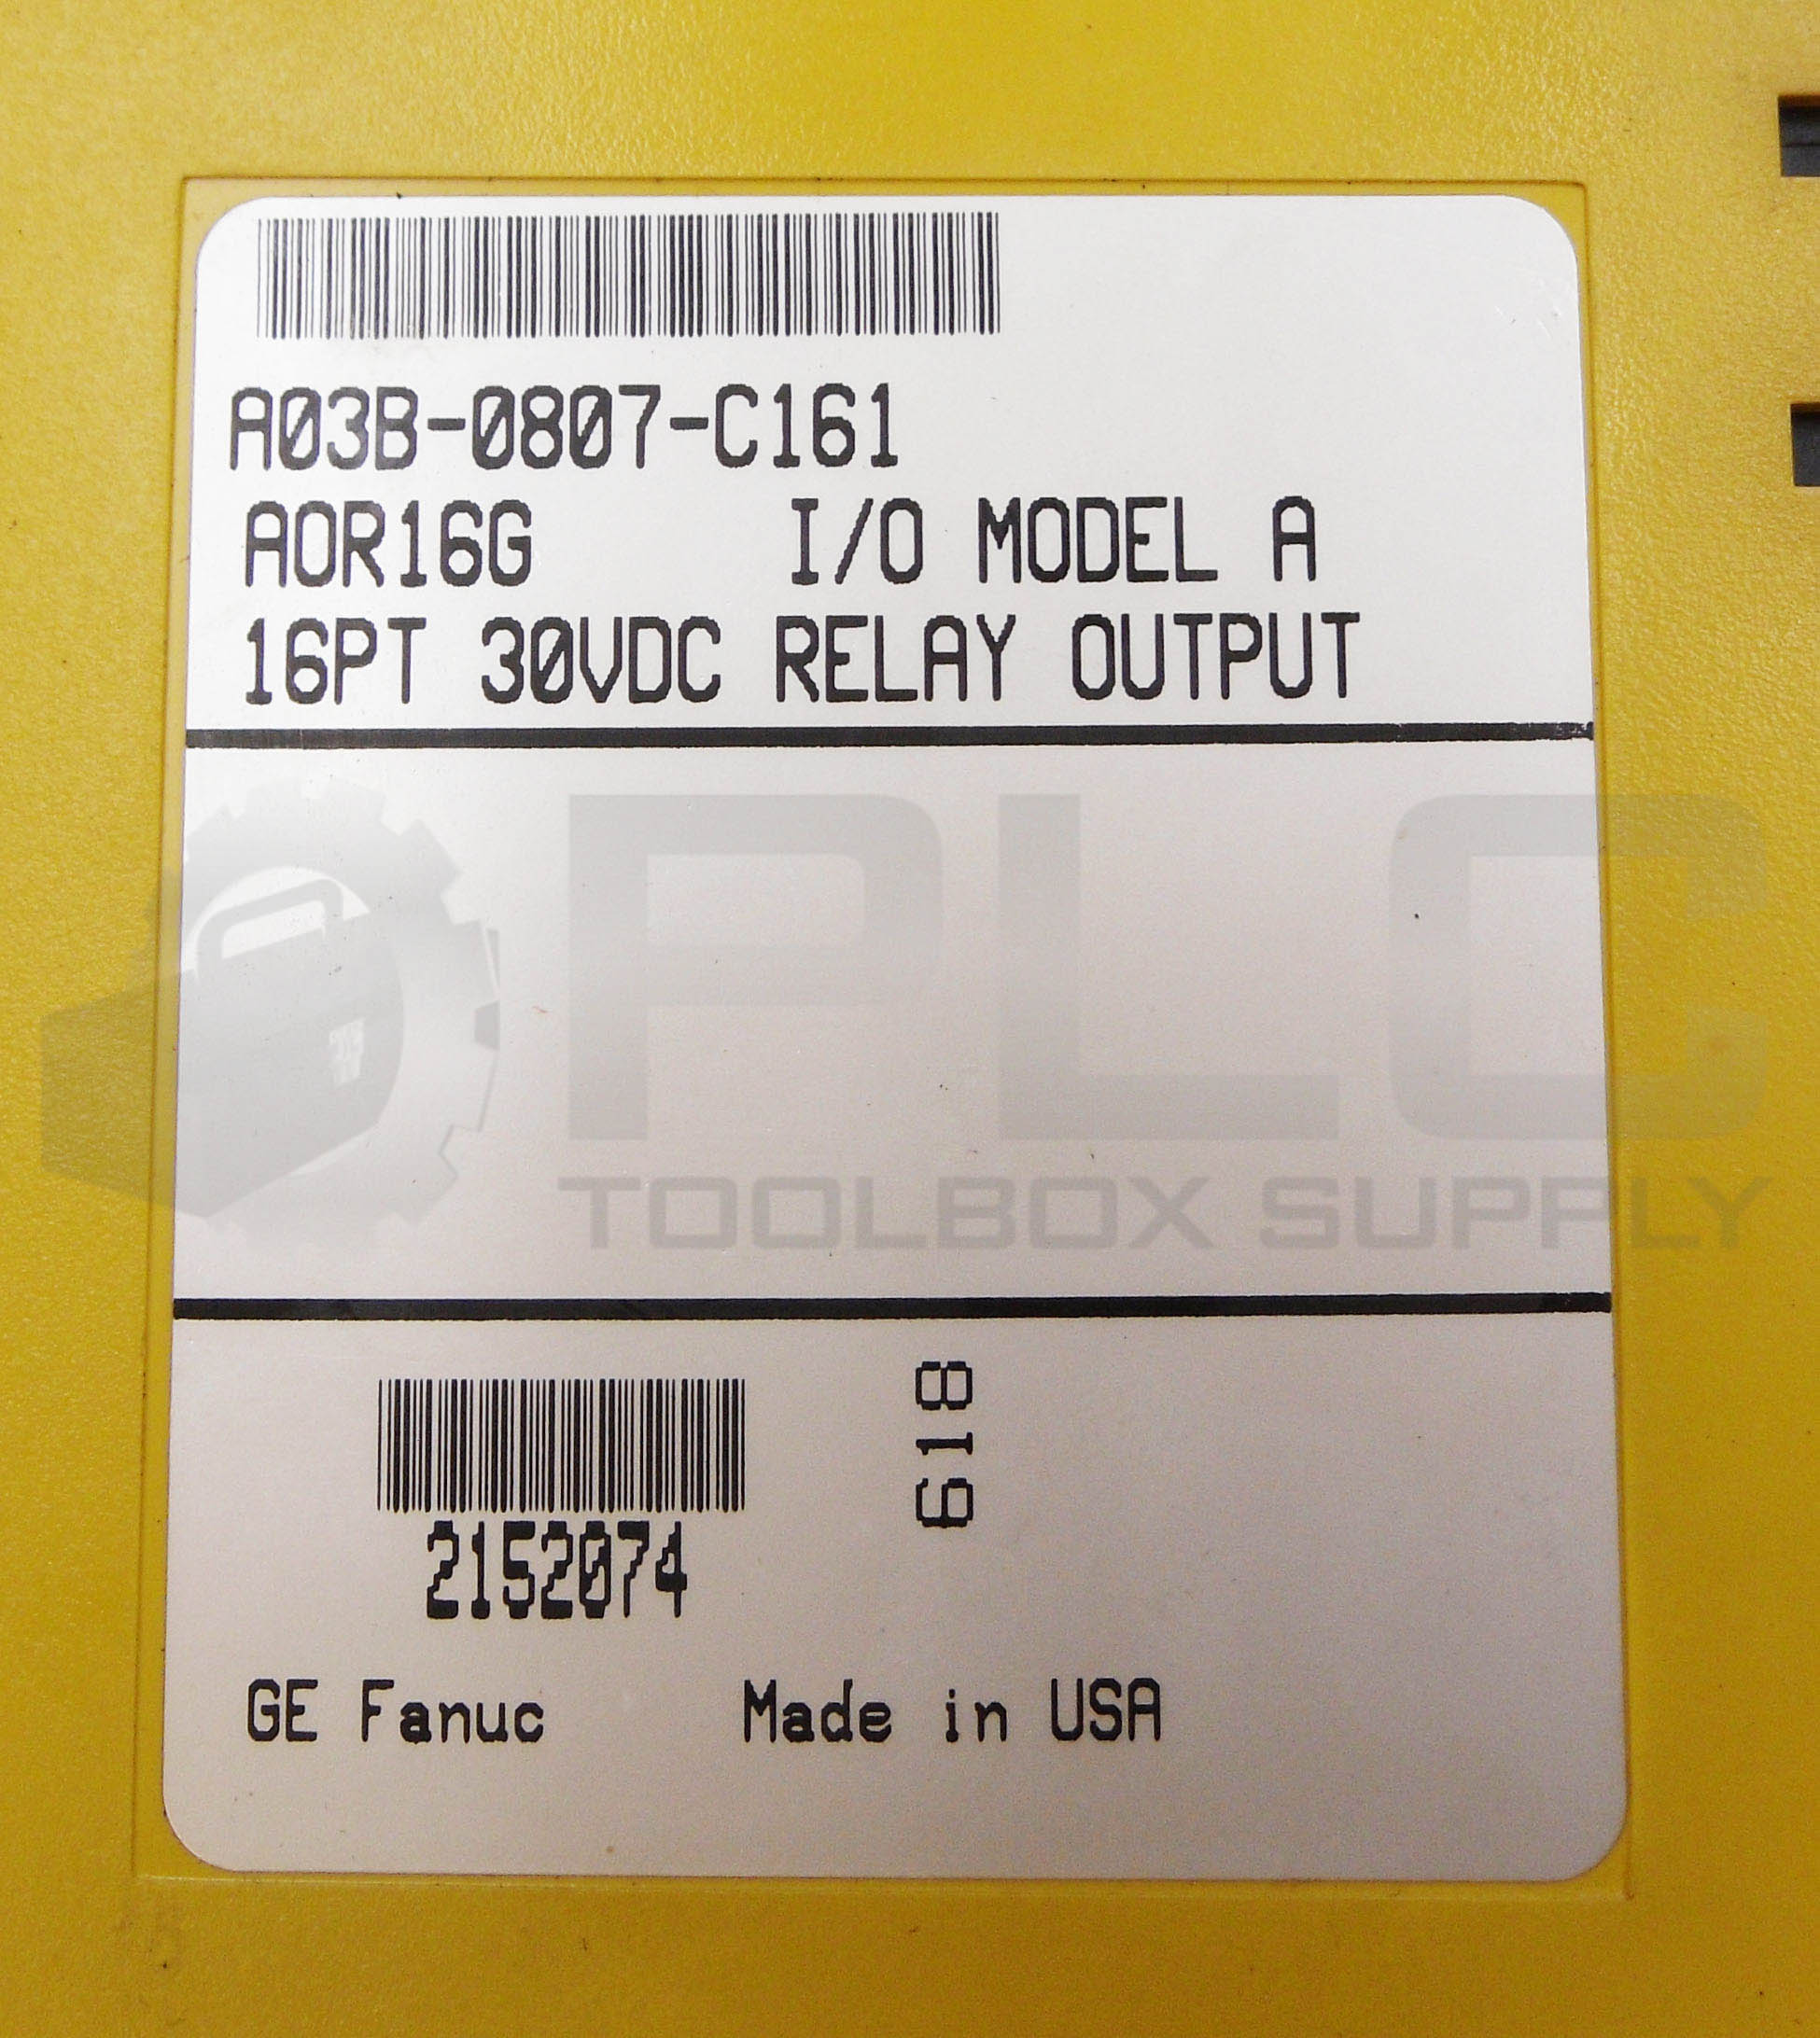 A03B-0807-C161
AOR16G I/O MODEL A
16PT 30VDC RELAY OUTPUT
PLC
TOOLBOX SUPPLY
618
2152074
GE Fanuc Made in USA